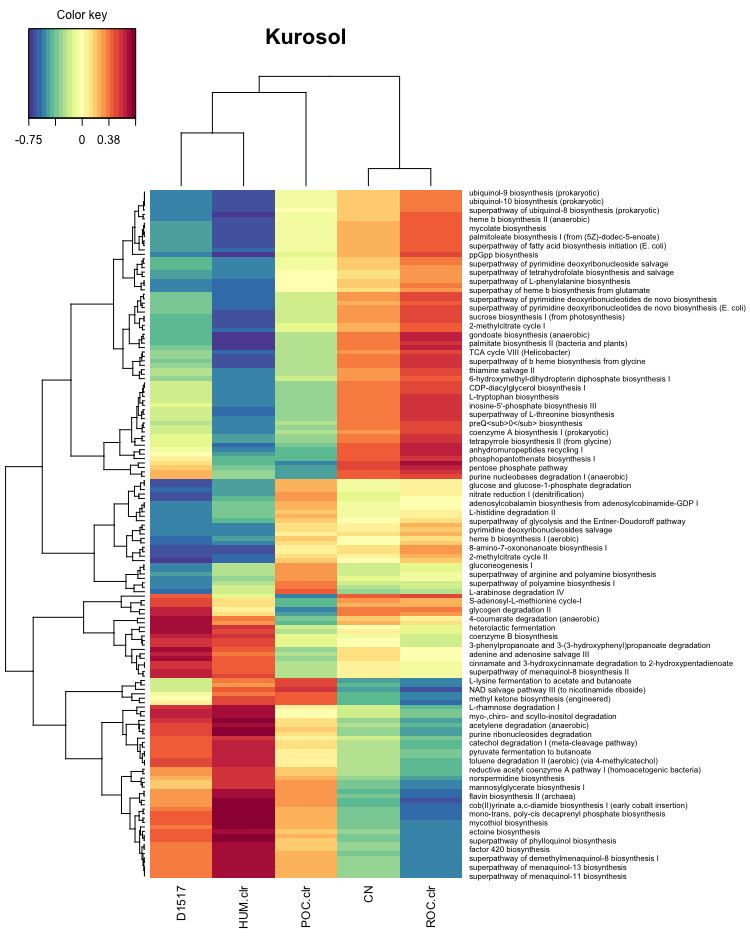 Color key
Kurosol
-0.75 0 0.38
ubiquinol-9 biosynthesis (prokaryotic)
ubiquinol-10 biosynthesis (prokaryotic)
superpathway of ubiquinol-8 biosynthesis (prokaryotic)
heme b biosynthesis II (anaerobic)
mycolate biosynthesis
palmitoleate biosynthesis I (from (5Z)-dodec-5-enoate)
superpathway of fatty acid biosynthesis initiation (E. coli)
ppGpp biosynthesis
superpathway of pyrimidine deoxyribonucleoside salvage
superpathway of tetrahydrofolate biosynthesis and salvage
superpathway of L-phenylalanine biosynthesis
superpathay of heme b biosynthesis from glutamate
superpathway of pyrimidine deoxyribonucleotides de novo biosynthesis
superpathway of pyrimidine deoxyribonucleotides de novo biosynthesis (E. coli)
sucrose biosynthesis I (from photosynthesis)
2-methylcitrate cycle I
gondoate biosynthesis (anaerobic)
palmitate biosynthesis II (bacteria and plants)
TCA cycle VIII (Helicobacter)
superpathway of b heme biosynthesis from glycine
thiamine salvage II
6-hydroxymethyl-dihydropterin diphosphate biosynthesis I
CDP-diacylglycerol biosynthesis I
L-tryptophan biosynthesis
inosine-5'-phosphate biosynthesis III
superpathway of L-threonine biosynthesis
preQ<sub>0</sub> biosynthesis
coenzyme A biosynthesis I (prokaryotic)
tetrapyrrole biosynthesis II (from glycine)
anhydromuropeptides recycling I
phosphopantothenate biosynthesis I
pentose phosphate pathway
purine nucleobases degradation I (anaerobic)
glucose and glucose-1-phosphate degradation
nitrate reduction I (denitrification)
adenosylcobalamin biosynthesis from adenosylcobinamide-GDP I
L-histidine degradation II
superpathway of glycolysis and the Entner-Doudoroff pathway
pyrimidine deoxyribonucleosides salvage
heme b biosynthesis I (aerobic)
8-amino-7-oxononanoate biosynthesis I
2-methylcitrate cycle II
gluconeogenesis I
superpathway of arginine and polyamine biosynthesis
superpathway of polyamine biosynthesis I
L-arabinose degradation IV
S-adenosyl-L-methionine cycle-I
glycogen degradation II
4-coumarate degradation (anaerobic)
heterolactic fermentation
coenzyme B biosynthesis
3-phenylpropanoate and 3-(3-hydroxyphenyl)propanoate degradation
adenine and adenosine salvage III
cinnamate and 3-hydroxycinnamate degradation to 2-hydroxypentadienoate
superpathway of menaquinol-8 biosynthesis II
L-lysine fermentation to acetate and butanoate
NAD salvage pathway III (to nicotinamide riboside)
methyl ketone biosynthesis (engineered)
L-rhamnose degradation I
myo-,chiro- and scyllo-inositol degradation
acetylene degradation (anaerobic)
purine ribonucleosides degradation
catechol degradation I (meta-cleavage pathway)
pyruvate fermentation to butanoate
toluene degradation II (aerobic) (via 4-methylcatechol)
reductive acetyl coenzyme A pathway I (homoacetogenic bacteria)
norspermidine biosynthesis
mannosylglycerate biosynthesis I
flavin biosynthesis II (archaea)
cob(II)yrinate a,c-diamide biosynthesis I (early cobalt insertion)
mono-trans, poly-cis decaprenyl phosphate biosynthesis
mycothiol biosynthesis
ectoine biosynthesis
superpathway of phylloquinol biosynthesis
factor 420 biosynthesis
superpathway of demethylmenaquinol-8 biosynthesis I
superpathway of menaquinol-13 biosynthesis
superpathway of menaquinol-11 biosynthesis
D1517
HUM.clr
POC.clr
CN
ROC.clr